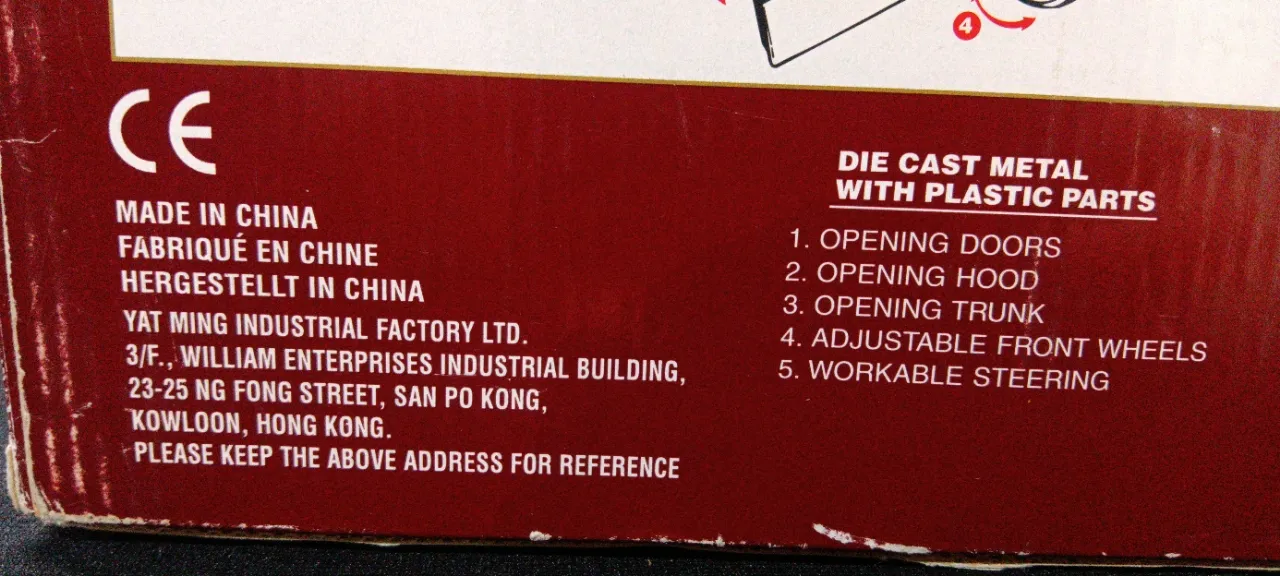 4
CE
MADE IN CHINA
FABRIQUÉ EN CHINE
HERGESTELLT IN CHINA
YAT MING INDUSTRIAL FACTORY LTD.
3/F., WILLIAM ENTERPRISES INDUSTRIAL BUILDING,
23-25 NG FONG STREET, SAN PO KONG,
KOWLOON, HONG KONG.
PLEASE KEEP THE ABOVE ADDRESS FOR REFERENCE
DIE CAST METAL
WITH PLASTIC PARTS
1. OPENING DOORS
2. OPENING HOOD
3. OPENING TRUNK
4. ADJUSTABLE FRONT WHEELS
5. WORKABLE STEERING